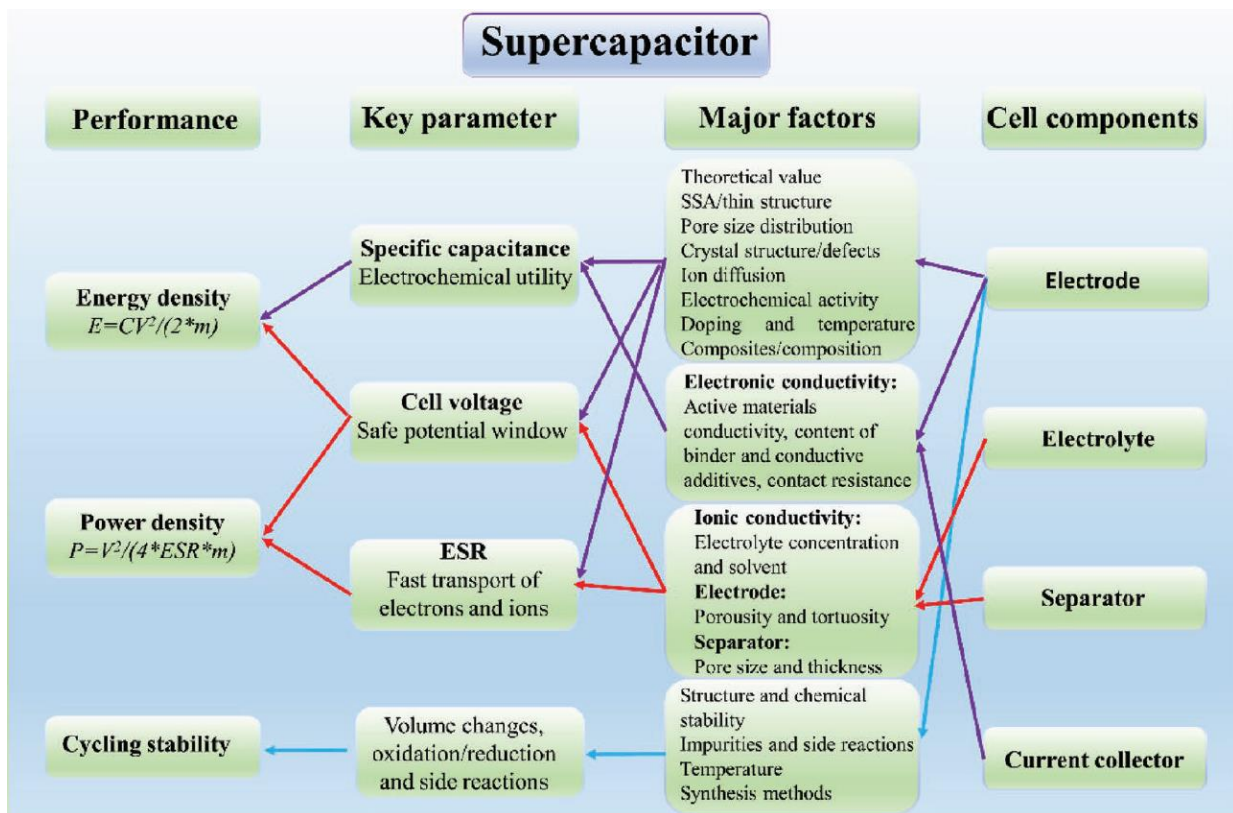 Supercapacitor
Performance
Key parameter
Major factors
Cell components
Energy density
E=CV²/(2*m)
Power density
P=V²/(4*ESR*m)
Cycling stability
Specific capacitance
Electrochemical utility
Cell voltage
Safe potential window
ESR
Fast transport of
electrons and ions
Volume changes,
oxidation/reduction
and side reactions
Theoretical value
SSA/thin structure
Pore size distribution
Crystal structure/defects
Ion diffusion
Electrochemical activity
Doping and temperature
Composites/composition
Electronic conductivity:
Active materials
conductivity, content of
binder and conductive
additives, contact resistance
Ionic conductivity:
Electrolyte concentration
and solvent
Electrode:
Porousity and tortuosity
Separator:
Pore size and thickness
Structure and chemical
stability
Impurities and side reactions
Temperature
Synthesis methods
Electrode
Electrolyte
Separator
Current collector